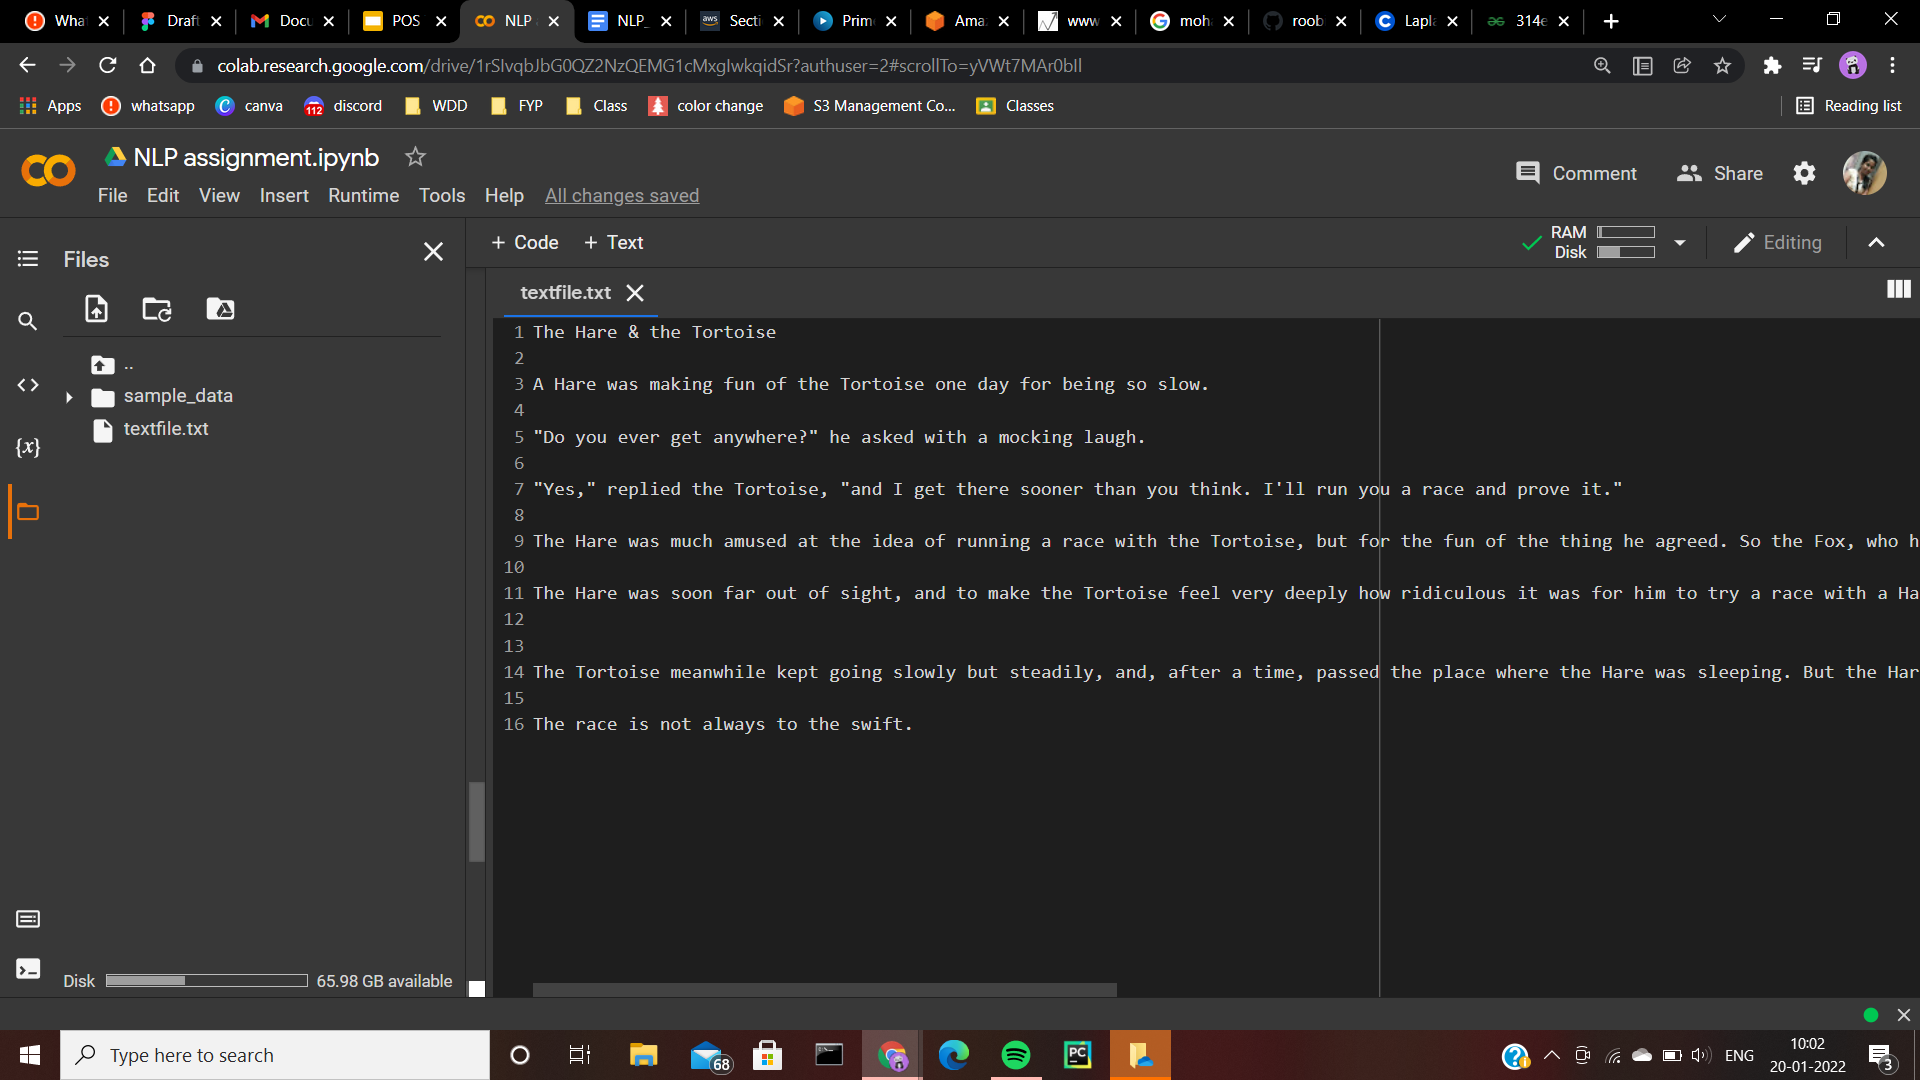 What
Draft
Docu
POS
NLP
NLP_
aws
Secti
Prim
Ama
www
moh
roob
Lapl
314e
colab.research.google.com/drive/1rSIvqbJbG0QZ2NzQEMG1cMxgIwkqidSr?authuser=2#scrollTo=yVWt7MAr0bIl
Apps
whatsapp
canva
112
discord
WDD
FYP
Class
color change
S3 Management Co...
Classes
Reading list
NLP assignment.ipynb
Comment
Share
File Edit View Insert Runtime Tools Help All changes saved
Files
+ Code + Text
RAM
Disk
Editing
textfile.txt
..
sample_data
textfile.txt
{x}
1 The Hare & the Tortoise
2
3 A Hare was making fun of the Tortoise one day for being so slow.
4
5 "Do you ever get anywhere?" he asked with a mocking laugh.
6
7 "Yes," replied the Tortoise, "and I get there sooner than you think. I'll run you a race and prove it."
8
9 The Hare was much amused at the idea of running a race with the Tortoise, but for the fun of the thing he agreed. So the Fox, who h
10
11 The Hare was soon far out of sight, and to make the Tortoise feel very deeply how ridiculous it was for him to try a race with a Ha
12
13
14 The Tortoise meanwhile kept going slowly but steadily, and, after a time, passed the place where the Hare was sleeping. But the Har
15
16 The race is not always to the swift.
Disk
65.98 GB available
Type here to search
68
PC
ENG
10:02
20-01-2022
3